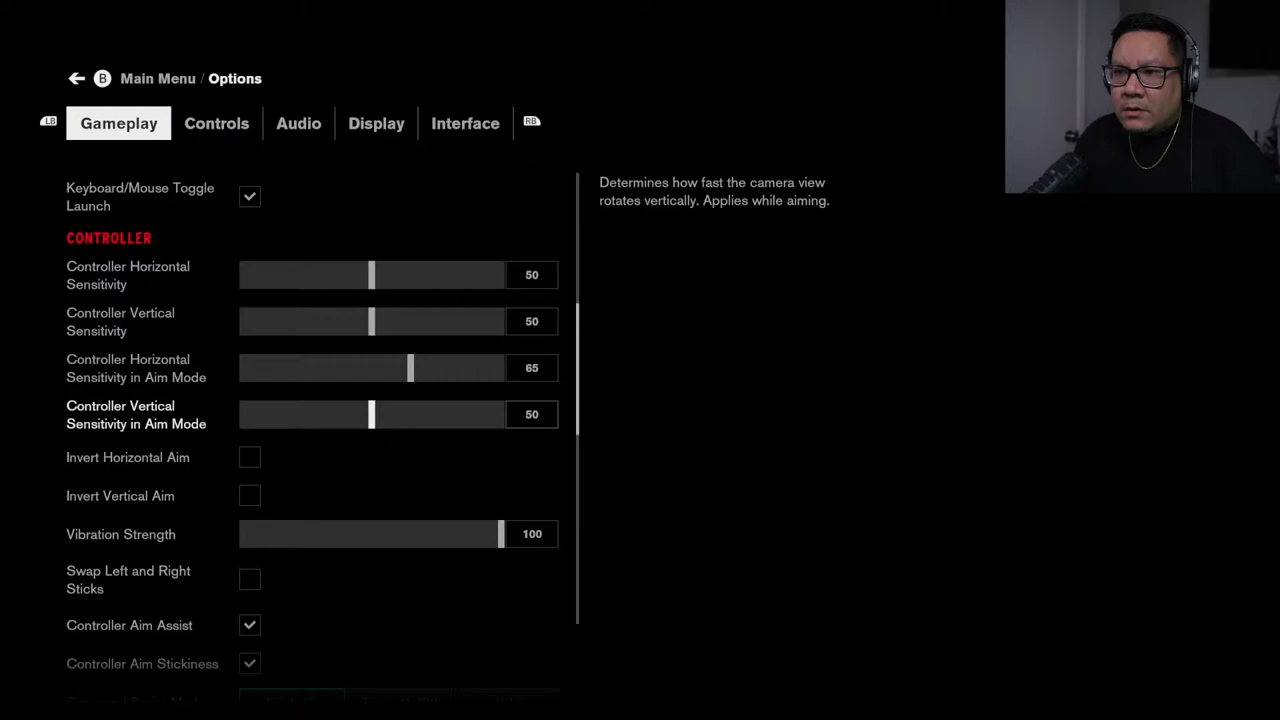 B Main Menu / Options
LB Gameplay Controls Audio Display Interface RB
Keyboard/Mouse Toggle
Launch
Determines how fast the camera view
rotates vertically. Applies while aiming.
CONTROLLER
Controller Horizontal
Sensitivity
50
Controller Vertical
Sensitivity
50
Controller Horizontal
Sensitivity in Aim Mode
65
Controller Vertical
Sensitivity in Aim Mode
50
Invert Horizontal Aim
Invert Vertical Aim
Vibration Strength
100
Swap Left and Right
Sticks
Controller Aim Assist
Controller Aim Stickiness